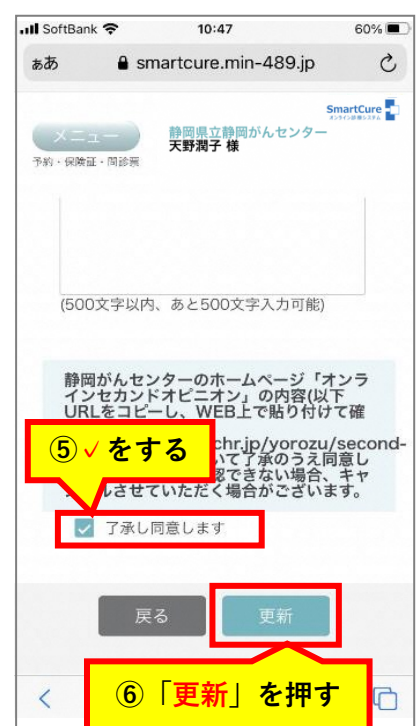 SoftBank 10:47 60%
ぁあ smartcure.min-489.jp
SmartCure
オンライン診療システム
メニュー
静岡県立静岡がんセンター
天野潤子 様
予約・保険証・問診票
(500文字以内、あと500文字入力可能)
静岡がんセンターのホームページ「オンラ
インセカンドオピニオン」の内容(以下
URLをコピーし、WEB上で貼り付けて確
chr.jp/yorozu/second-
いて了承のうえ同意し
認できない場合、キャ
ルさせていただく場合がございます。
⑤✓をする
✓ 了承し同意します
戻る 更新
⑥「更新」を押す